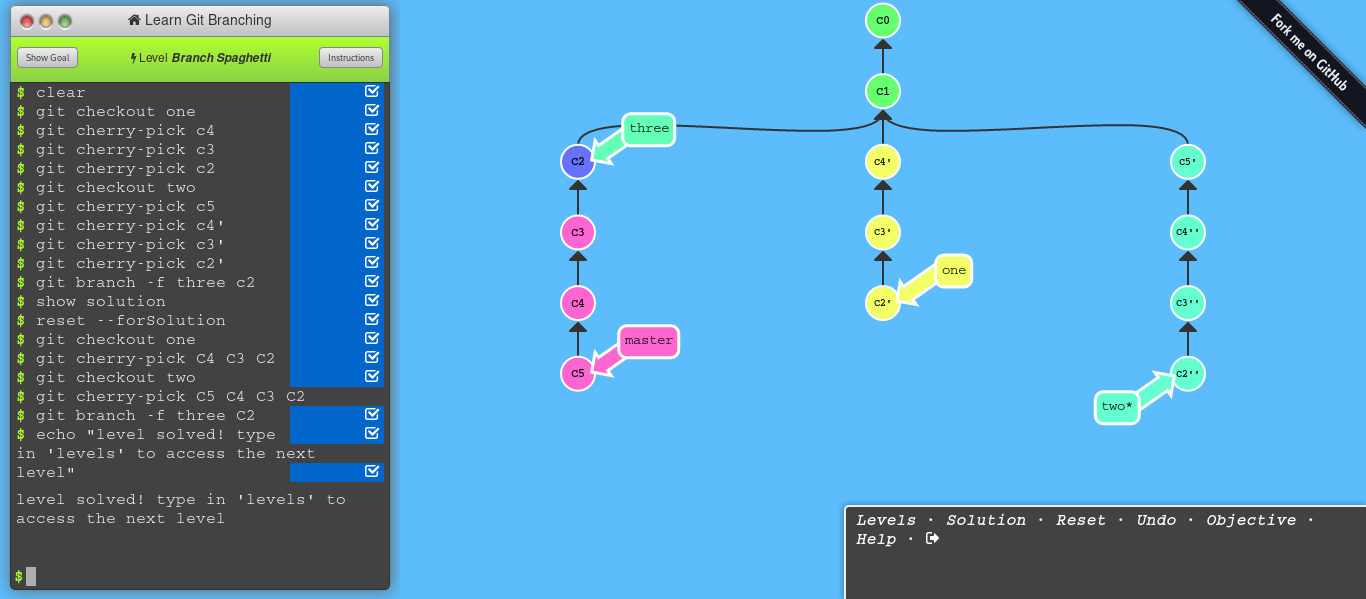 Learn Git Branching
Show Goal
Level Branch Spaghetti
Instructions
$ clear
$ git checkout one
$ git cherry-pick c4
$ git cherry-pick c3
$ git cherry-pick c2
$ git checkout two
$ git cherry-pick c5
$ git cherry-pick c4'
$ git cherry-pick c3'
$ git cherry-pick c2'
$ git branch -f three c2
$ show solution
$ reset --forSolution
$ git checkout one
$ git cherry-pick C4 C3 C2
$ git checkout two
$ git cherry-pick C5 C4 C3 C2
$ git branch -f three C2
$ echo "level solved! type
in 'levels' to access the next
level"
level solved! type in 'levels' to
access the next level
$
C0
C1
three
C2
C4'
C5'
C3
C3'
C4''
one
C4
C2'
C3''
master
C5
C2''
two*
Fork me on GitHub
Levels · Solution · Reset · Undo · Objective ·
Help ·